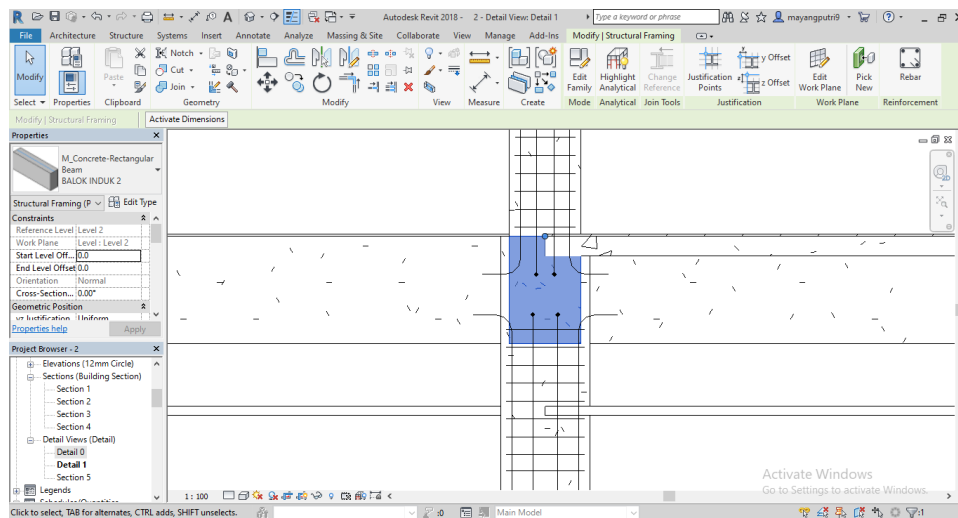 Autodesk Revit 2018 - 2 - Detail View: Detail 1
Type a keyword or phrase
mayangputri9
File Architecture Structure Systems Insert Annotate Analyze Massing & Site Collaborate View Manage Add-Ins Modify | Structural Framing
Modify
Paste
Notch
Cut
Join
Edit Family
Highlight Analytical
Change Reference
Justification Points
y Offset
z Offset
Edit Work Plane
Pick New
Rebar
Select Properties Clipboard Geometry Modify View Measure Create Mode Analytical Join Tools Justification Work Plane Reinforcement
Modify | Structural Framing Activate Dimensions
Properties
M_Concrete-Rectangular
Beam
BALOK INDUK 2
Structural Framing (P Edit Type
Constraints
Reference Level Level 2
Work Plane Level : Level 2
Start Level Off... 0.0
End Level Offset 0.0
Orientation Normal
Cross-Section... 0.00°
Geometric Position
yz Justification Uniform
Properties help Apply
Project Browser - 2
Elevations (12mm Circle)
Sections (Building Section)
Section 1
Section 2
Section 3
Section 4
Detail Views (Detail)
Detail 0
Detail 1
Section 5
Legends
Schedules/Quantities
1 : 100
Activate Windows
Go to Settings to activate Windows.
Click to select, TAB for alternates, CTRL adds, SHIFT unselects. :0 Main Model :1